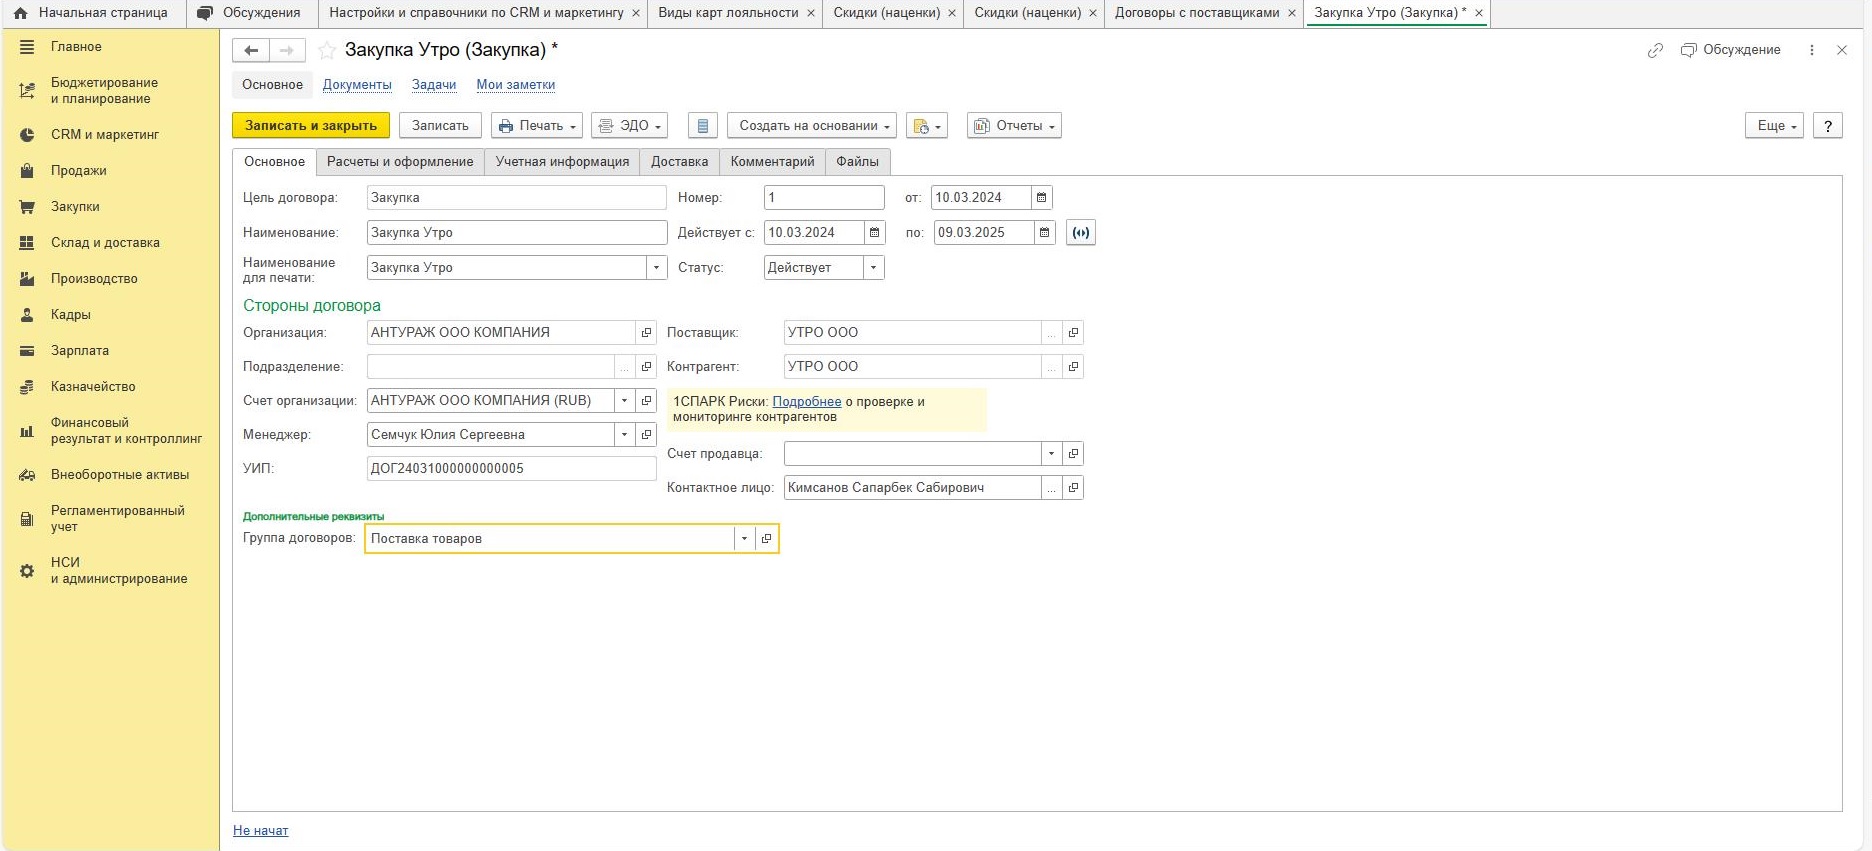 Начальная страница Обсуждения Настройки и справочники по CRM и маркетингу × Виды карт лояльности × Скидки (наценки) × Скидки (наценки) × Договоры с поставщиками × Закупка Утро (Закупка) * ×
Главное
Бюджетирование
и планирование
CRM и маркетинг
Продажи
Закупки
Склад и доставка
Производство
Кадры
Зарплата
Казначейство
Финансовый
результат и контроллинг
Внеоборотные активы
Регламентированный
учет
НСИ
и администрирование
Закупка Утро (Закупка) *
Обсуждение
Основное Документы Задачи Мои заметки
Записать и закрыть Записать Печать ЭДО Создать на основании Отчеты Еще ?
Основное Расчеты и оформление Учетная информация Доставка Комментарий Файлы
Цель договора: Закупка Номер: 1 от: 10.03.2024
Наименование: Закупка Утро Действует с: 10.03.2024 по: 09.03.2025
Наименование
для печати: Закупка Утро Статус: Действует
Стороны договора
Организация: АНТУРАЖ ООО КОМПАНИЯ Поставщик: УТРО ООО ...
Подразделение: ... Контрагент: УТРО ООО ...
Счет организации: АНТУРАЖ ООО КОМПАНИЯ (RUB)
1СПАРК Риски: Подробнее о проверке и
мониторинге контрагентов
Менеджер: Семчук Юлия Сергеевна
Счет продавца:
УИП: ДОГ24031000000000005
Контактное лицо: Кимсанов Сапарбек Сабирович ...
Дополнительные реквизиты
Группа договоров: Поставка товаров
Не начат